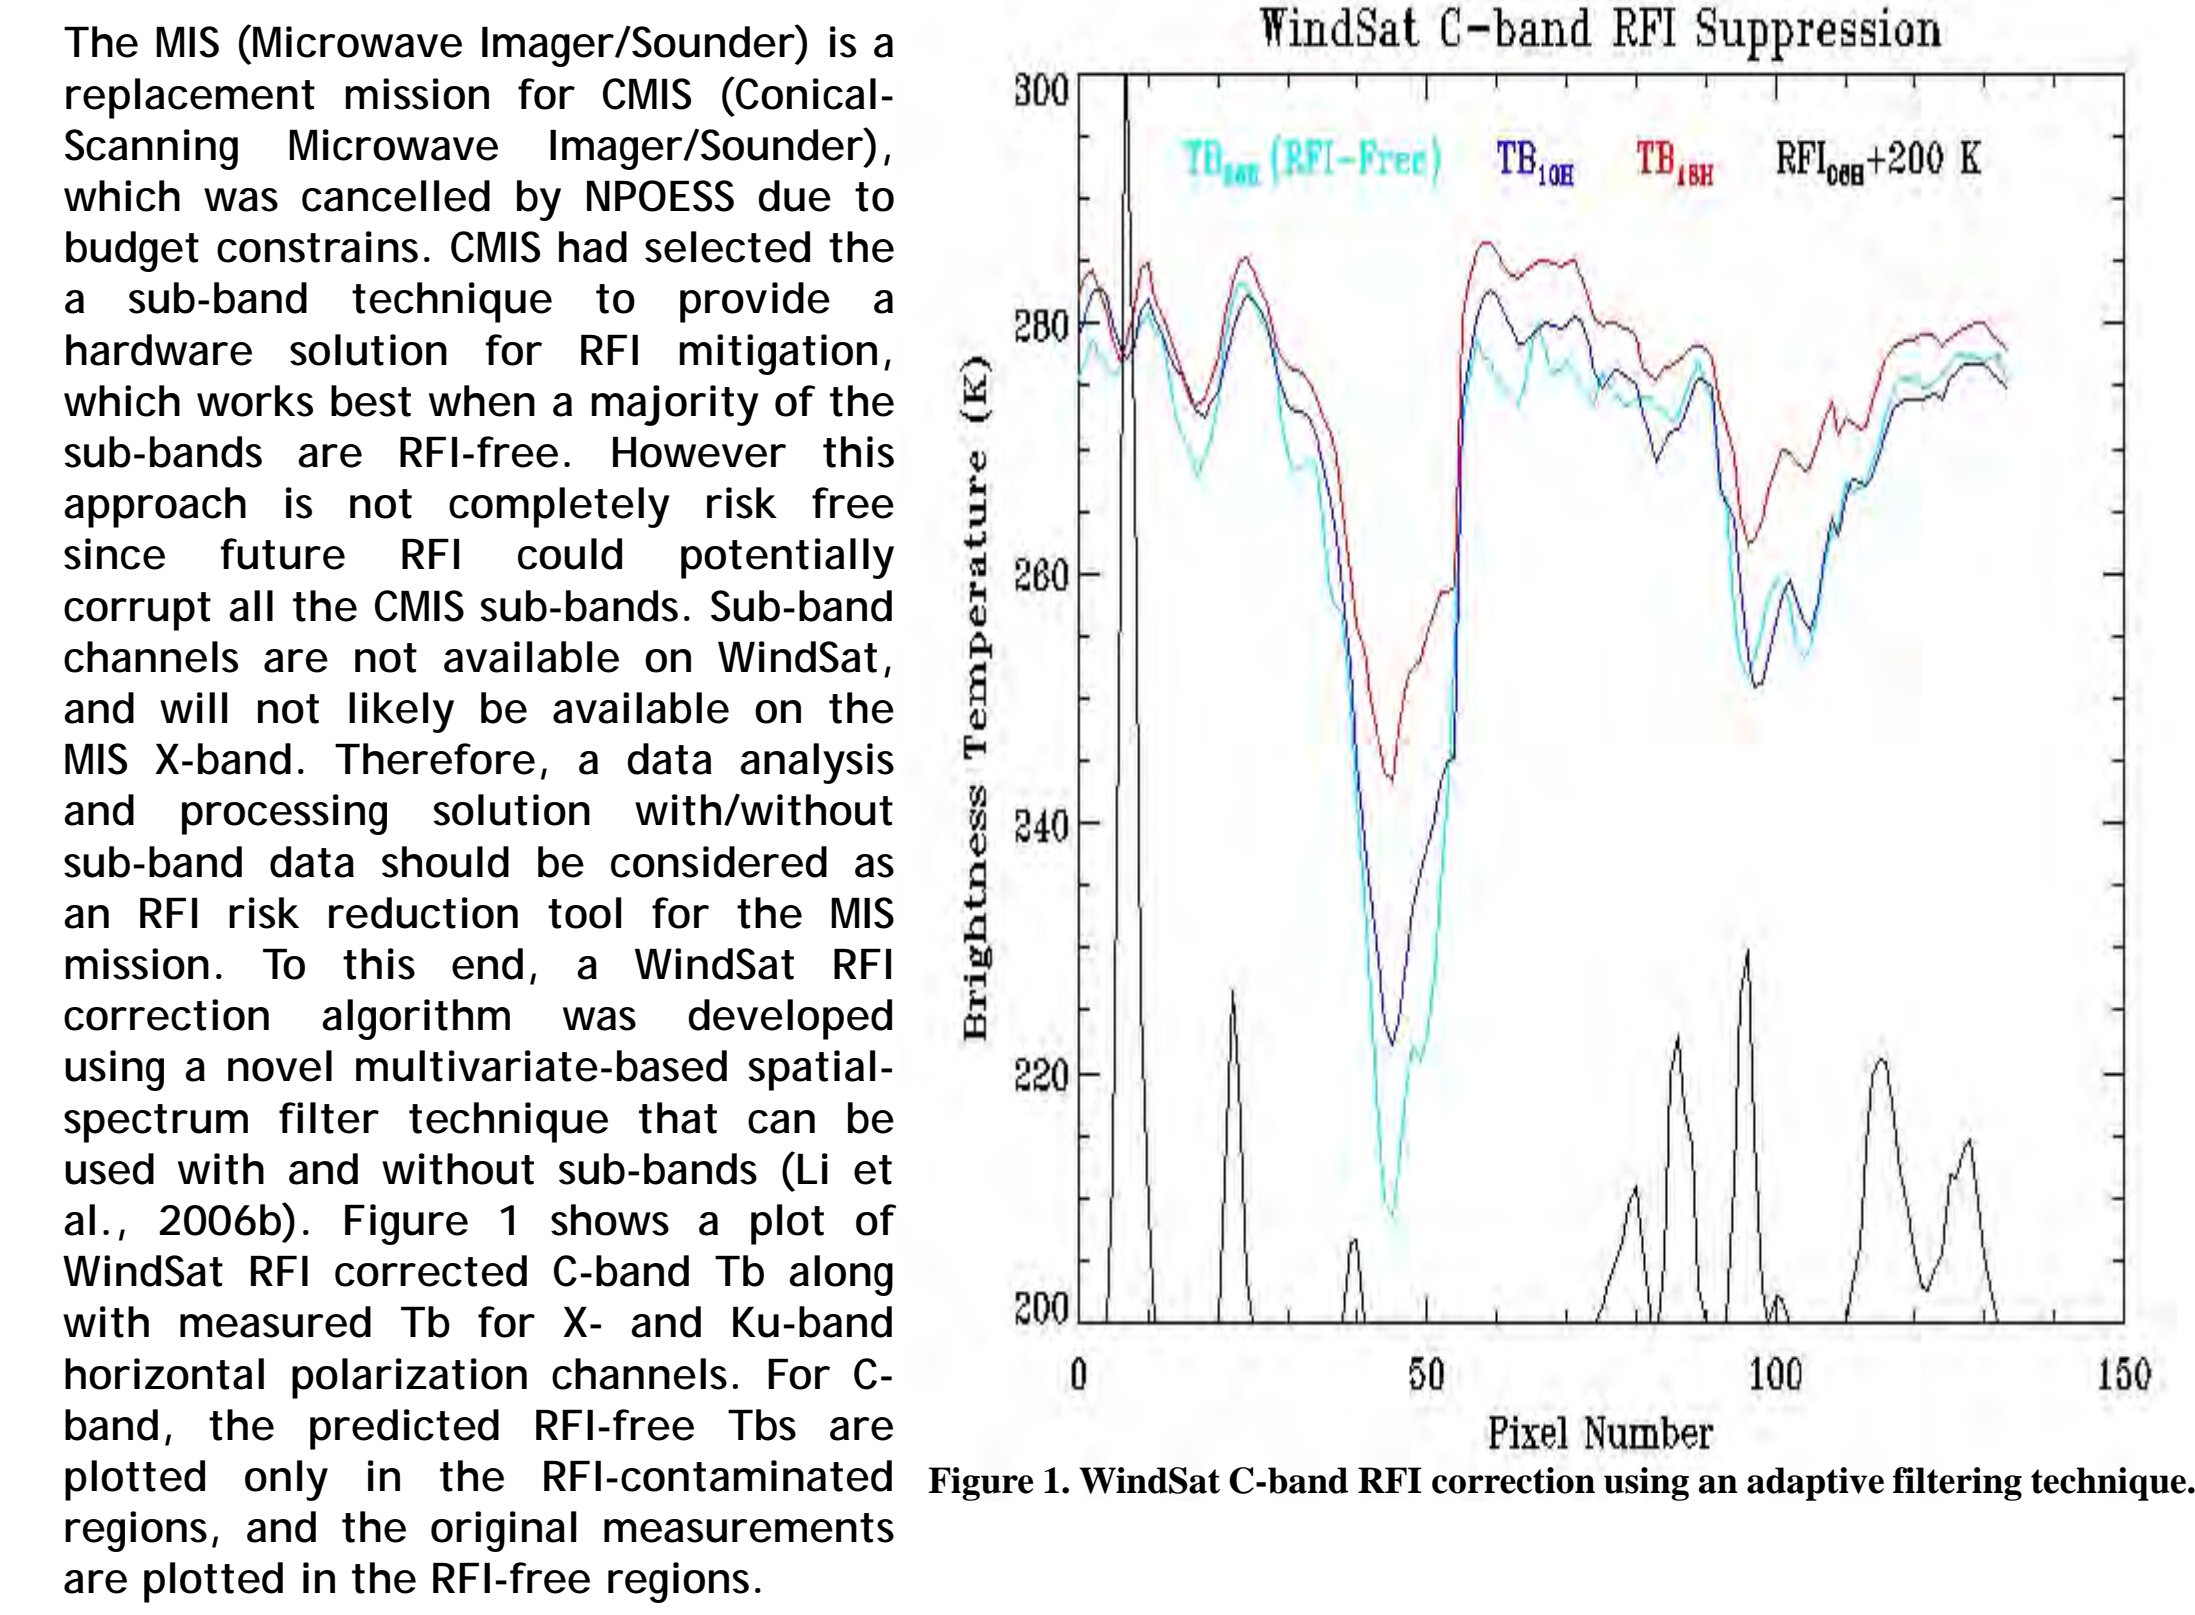 The MIS (Microwave Imager/Sounder) is a
replacement mission for CMIS (Conical-
Scanning Microwave Imager/Sounder),
which was cancelled by NPOESS due to
budget constrains. CMIS had selected the
a sub-band technique to provide a
hardware solution for RFI mitigation,
which works best when a majority of the
sub-bands are RFI-free. However this
approach is not completely risk free
since future RFI could potentially
corrupt all the CMIS sub-bands. Sub-band
channels are not available on WindSat,
and will not likely be available on the
MIS X-band. Therefore, a data analysis
and processing solution with/without
sub-band data should be considered as
an RFI risk reduction tool for the MIS
mission. To this end, a WindSat RFI
correction algorithm was developed
using a novel multivariate-based spatial-
spectrum filter technique that can be
used with and without sub-bands (Li et
al., 2006b). Figure 1 shows a plot of
WindSat RFI corrected C-band Tb along
with measured Tb for X- and Ku-band
horizontal polarization channels. For C-
band, the predicted RFI-free Tbs are
plotted only in the RFI-contaminated
regions, and the original measurements
are plotted in the RFI-free regions.
WindSat C-band RFI Suppression
TB (RFI-Free) TB10H TB18H RFI06H+200 K
Brightness Temperature (K)
300
280
260
240
220
200
0 50 100 150
Pixel Number
Figure 1. WindSat C-band RFI correction using an adaptive filtering technique.